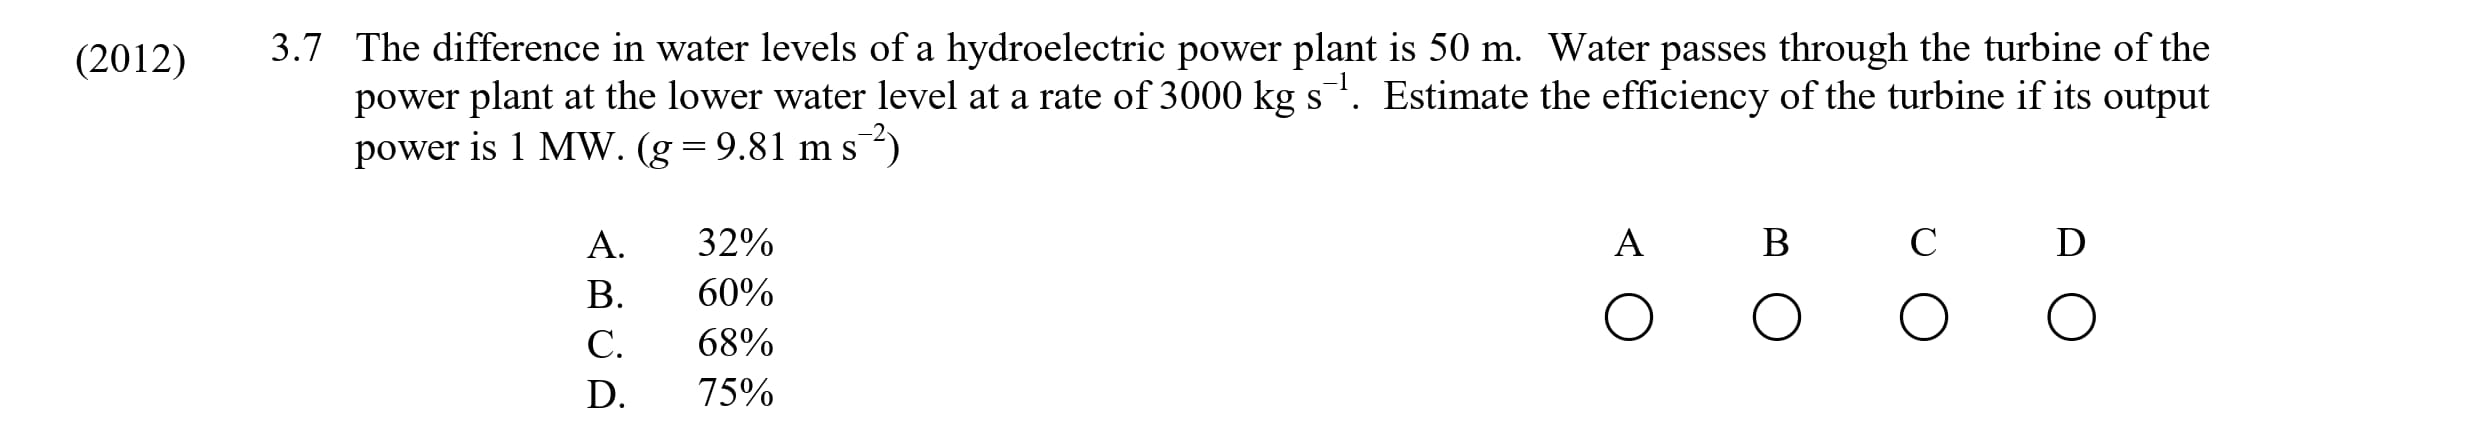 (2012) 3.7 The difference in water levels of a hydroelectric power plant is 50 m. Water passes through the turbine of the
power plant at the lower water level at a rate of 3000 kg s⁻¹. Estimate the efficiency of the turbine if its output
power is 1 MW. (g = 9.81 m s⁻²)
A. 32% A B C D
B. 60%
C. 68%
D. 75%